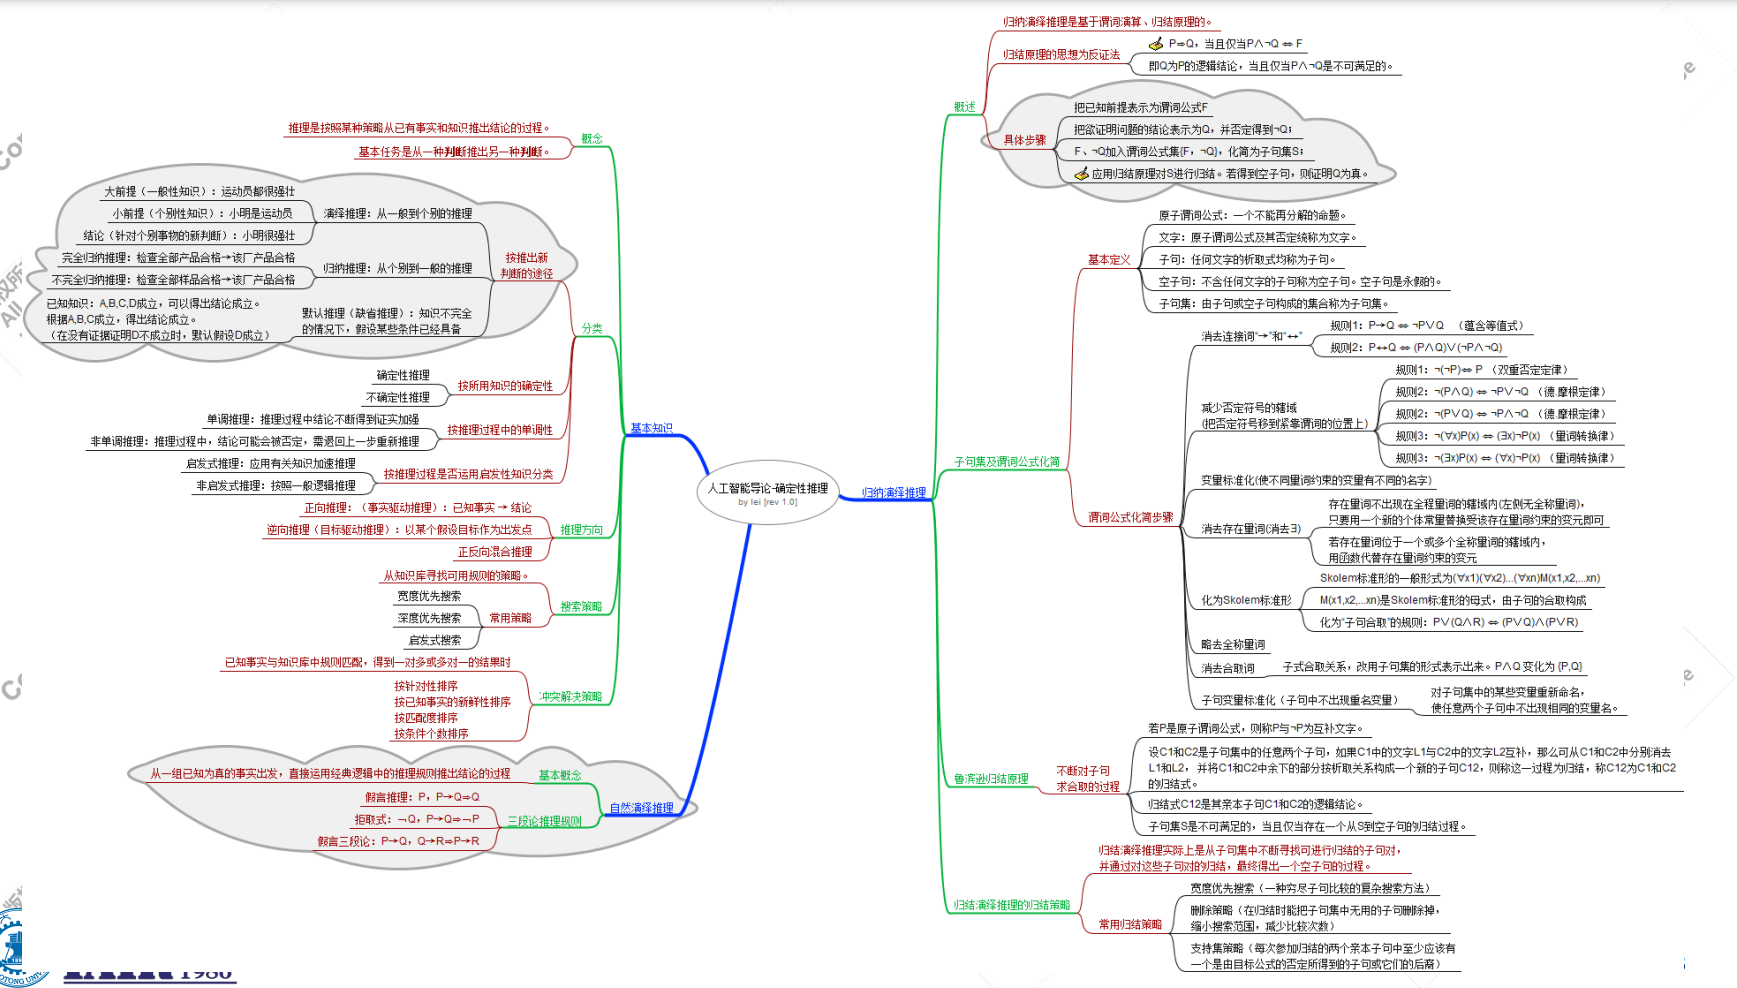 人工智能导论-确定性推理
by lei [rev 1.0]
基本知识
概念
推理是按照某种策略从已有事实和知识推出结论的过程。
基本任务是从一种判断推出另一种判断。
分类
按推出新
判断的途径
演绎推理：从一般到个别的推理
大前提（一般性知识）：运动员都很强壮
小前提（个别性知识）：小明是运动员
结论（针对个别事物的新判断）：小明很强壮
归纳推理：从个别到一般的推理
完全归纳推理：检查全部产品合格→该厂产品合格
不完全归纳推理：检查全部样品合格→该厂产品合格
默认推理（缺省推理）：知识不完全
的情况下，假设某些条件已经具备
已知知识：A,B,C,D成立，可以得出结论成立。
根据A,B,C成立，得出结论成立。
（在没有证据证明D不成立时，默认假设D成立）
按所用知识的确定性
确定性推理
不确定性推理
按推理过程中的单调性
单调推理：推理过程中结论不断得到证实加强
非单调推理：推理过程中，结论可能会被否定，需退回上一步重新推理
按推理过程是否运用启发性知识分类
启发式推理：应用有关知识加速推理
非启发式推理：按照一般逻辑推理
推理方向
正向推理：（事实驱动推理）：已知事实 → 结论
逆向推理（目标驱动推理）：以某个假设目标作为出发点
正反向混合推理
搜索策略
从知识库寻找可用规则的策略。
常用策略
宽度优先搜索
深度优先搜索
启发式搜索
冲突解决策略
已知事实与知识库中规则匹配，得到一对多或多对一的结果时
按针对性排序
按已知事实的新鲜性排序
按匹配度排序
按条件个数排序
自然演绎推理
基本概念
从一组已知为真的事实出发，直接运用经典逻辑中的推理规则推出结论的过程
三段论推理规则
假言推理：P，P→Q⇒Q
拒取式：¬Q，P→Q⇒¬P
假言三段论：P→Q，Q→R⇒P→R
归纳演绎推理
概述
归纳演绎推理是基于谓词演算、归结原理的。
归结原理的思想为反证法
P⇒Q，当且仅当P∧¬Q ⇔ F
即Q为P的逻辑结论，当且仅当P∧¬Q是不可满足的。
具体步骤
把已知前提表示为谓词公式F
把欲证明问题的结论表示为Q，并否定得到¬Q；
F、¬Q加入谓词公式集{F，¬Q}，化简为子句集S；
应用归结原理对S进行归结。若得到空子句，则证明Q为真。
子句集及谓词公式化简
基本定义
原子谓词公式：一个不能再分解的命题。
文字：原子谓词公式及其否定统称为文字。
子句：任何文字的析取式均称为子句。
空子句：不含任何文字的子句称为空子句。空子句是永假的。
子句集：由子句或空子句构成的集合称为子句集。
谓词公式化简步骤
消去连接词“→”和“↔”
规则1：P→Q ⇔ ¬P∨Q （蕴含等值式）
规则2：P↔Q ⇔ (P∧Q)∨(¬P∧¬Q)
减少否定符号的辖域
(把否定符号移到紧靠谓词的位置上)
规则1：¬(¬P)⇔ P （双重否定定律）
规则2：¬(P∧Q) ⇔ ¬P∨¬Q （德.摩根定律）
规则2：¬(P∨Q) ⇔ ¬P∧¬Q （德.摩根定律）
规则3：¬(∀x)P(x) ⇔ (∃x)¬P(x) （量词转换律）
规则3：¬(∃x)P(x) ⇔ (∀x)¬P(x) （量词转换律）
变量标准化(使不同量词约束的变量有不同的名字)
消去存在量词(消去∃)
存在量词不出现在全程量词的辖域内(左侧无全称量词)，
只要用一个新的个体常量替换受该存在量词约束的变元即可
若存在量词位于一个或多个全称量词的辖域内，
用函数代替存在量词约束的变元
化为Skolem标准形
Skolem标准形的一般形式为(∀x1)(∀x2)...(∀xn)M(x1,x2,...xn)
M(x1,x2,...xn)是Skolem标准形的母式，由子句的合取构成
化为“子句合取”的规则：P∨(Q∧R) ⇔ (P∨Q)∧(P∨R)
略去全称量词
消去合取词
子式合取关系，改用子句集的形式表示出来。P∧Q 变化为 {P,Q}
子句变量标准化（子句中不出现重名变量）
对子句集中的某些变量重新命名，
使任意两个子句中不出现相同的变量名。
鲁滨逊归结原理
不断对子句
求合取的过程
若P是原子谓词公式，则称P与¬P为互补文字。
设C1和C2是子句集中的任意两个子句，如果C1中的文字L1与C2中的文字L2互补，那么可从C1和C2中分别消去
L1和L2，并将C1和C2中余下的部分按析取关系构成一个新的子句C12，则称这一过程为归结，称C12为C1和C2
的归结式。
归结式C12是其亲本子句C1和C2的逻辑结论。
子句集S是不可满足的，当且仅当存在一个从S到空子句的归结过程。
归结演绎推理的归结策略
归结演绎推理实际上是从子句集中不断寻找可进行归结的子句对，
并通过对这些子句对的归结，最终得出一个空子句的过程。
常用归结策略
宽度优先搜索（一种穷尽子句比较的复杂搜索方法）
删除策略（在归结时能把子句集中无用的子句删除掉，
缩小搜索范围，减少比较次数）
支持集策略（每次参加归结的两个亲本子句中至少应该有
一个是由目标公式的否定所得到的子句或它们的后裔）